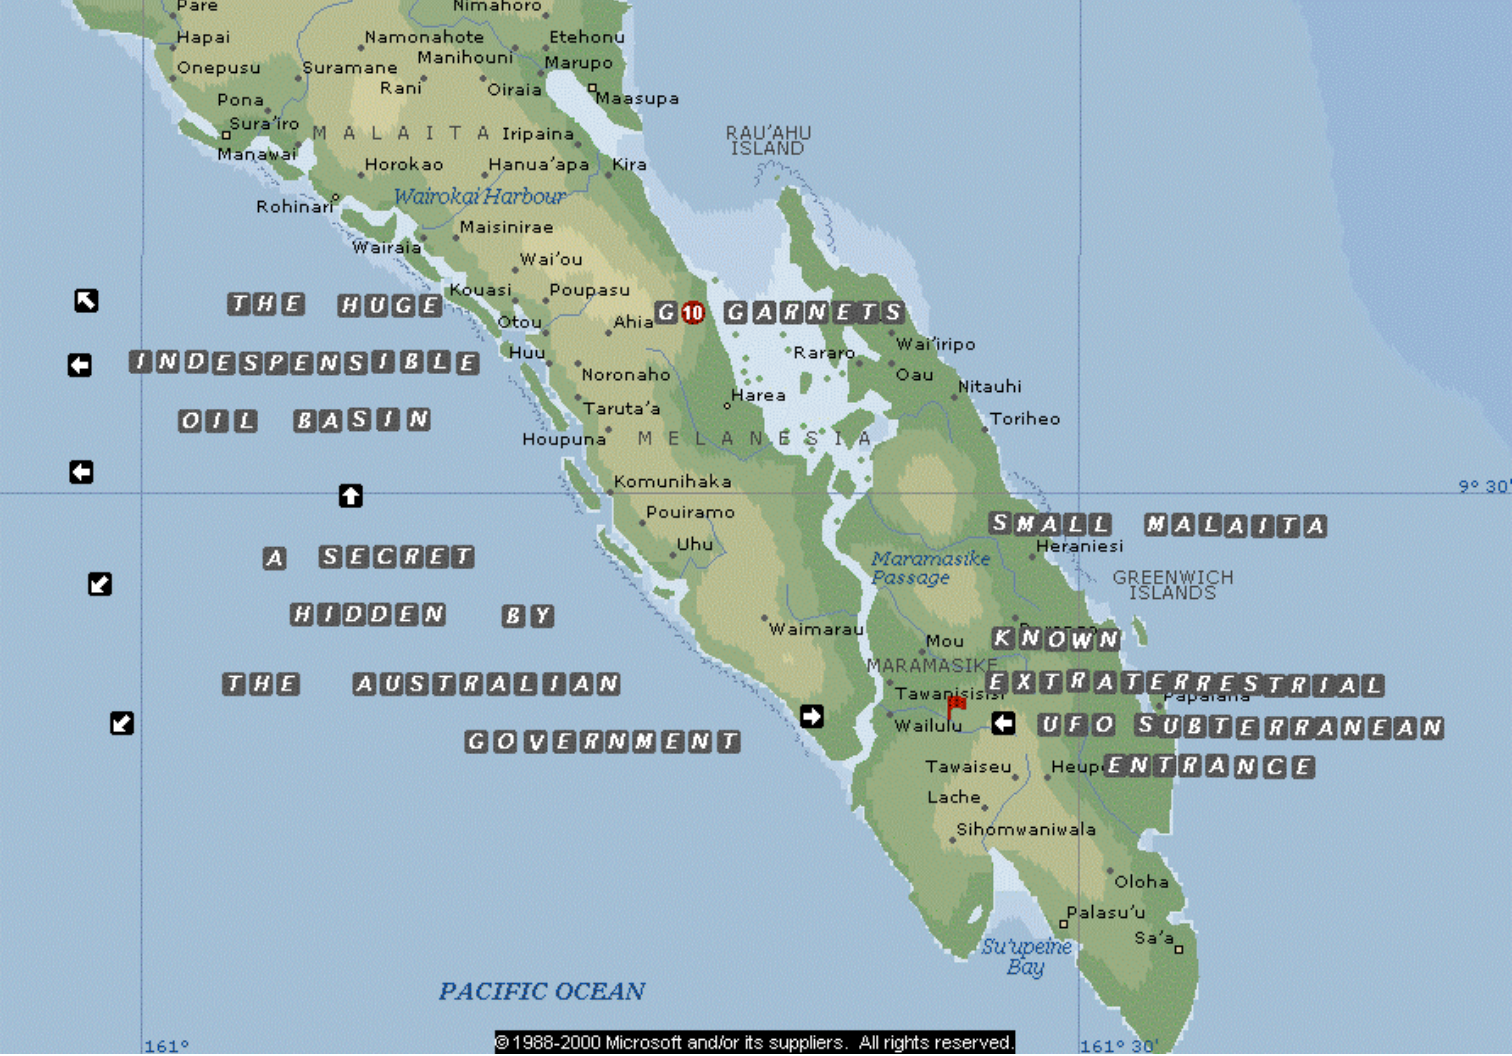 Pare
Nimahoro
Hapai
Namonahote
Etehonu
Manihouni
Onepusu
Suramane
Marupo
Rani
Oiraia
Pona
Maasupa
Sura'iro
MALAITA
Iripaina
RAU'AHU
ISLAND
Manawai
Horokao
Hanua'apa
Kira
Wairokai Harbour
Rohinari
Maisinirae
Wairaia
Wai'ou
Kouasi
Poupasu
THE HUGE
G 10 GARNETS
Otou
Ahia
Wai'iripo
Huu
Rararo
INDESPENSIBLE
Noronaho
Oau
Nitauhi
Harea
Taruta'a
OIL BASIN
Toriheo
Houpuna
MELANESIA
Komunihaka
9° 30'
Pouiramo
SMALL MALAITA
Uhu
Heraniesi
A SECRET
Maramasike
Passage
GREENWICH
ISLANDS
HIDDEN BY
Waimarau
Mou
KNOWN
MARAMASIKE
THE AUSTRALIAN
EXTRATERRESTRIAL
Tawanisisisi
Papalana
Wailulu
UFO SUBTERRANEAN
GOVERNMENT
Tawaiseu
Heup
ENTRANCE
Lache
Sihomwaniwala
Oloha
Palasu'u
Sa'a
Su'upeine
Bay
PACIFIC OCEAN
© 1988-2000 Microsoft and/or its suppliers. All rights reserved.
161°
161° 30'